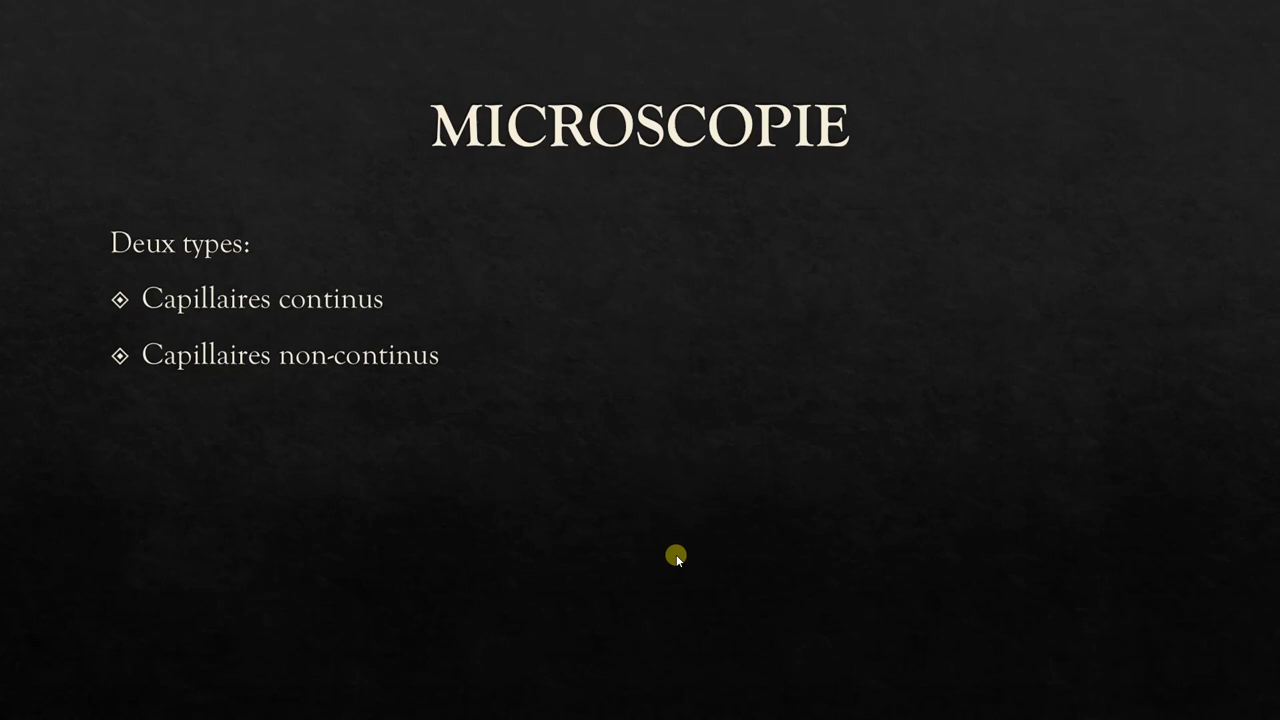 MICROSCOPIE
Deux types:
Capillaires continus
Capillaires non-continus